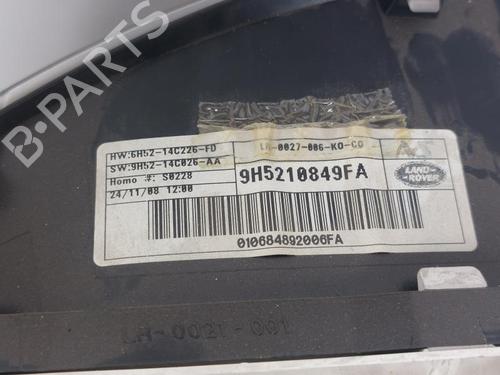 HW:6H52-14C226-FD
SW:9H52-14C026-AA
Homo #: S0228
24/11/08 12:00
LR-0027-006-KO-CO
9H5210849FA
LAND-
ROVER
010684892006FA
LR-0021-001
B-PARTS